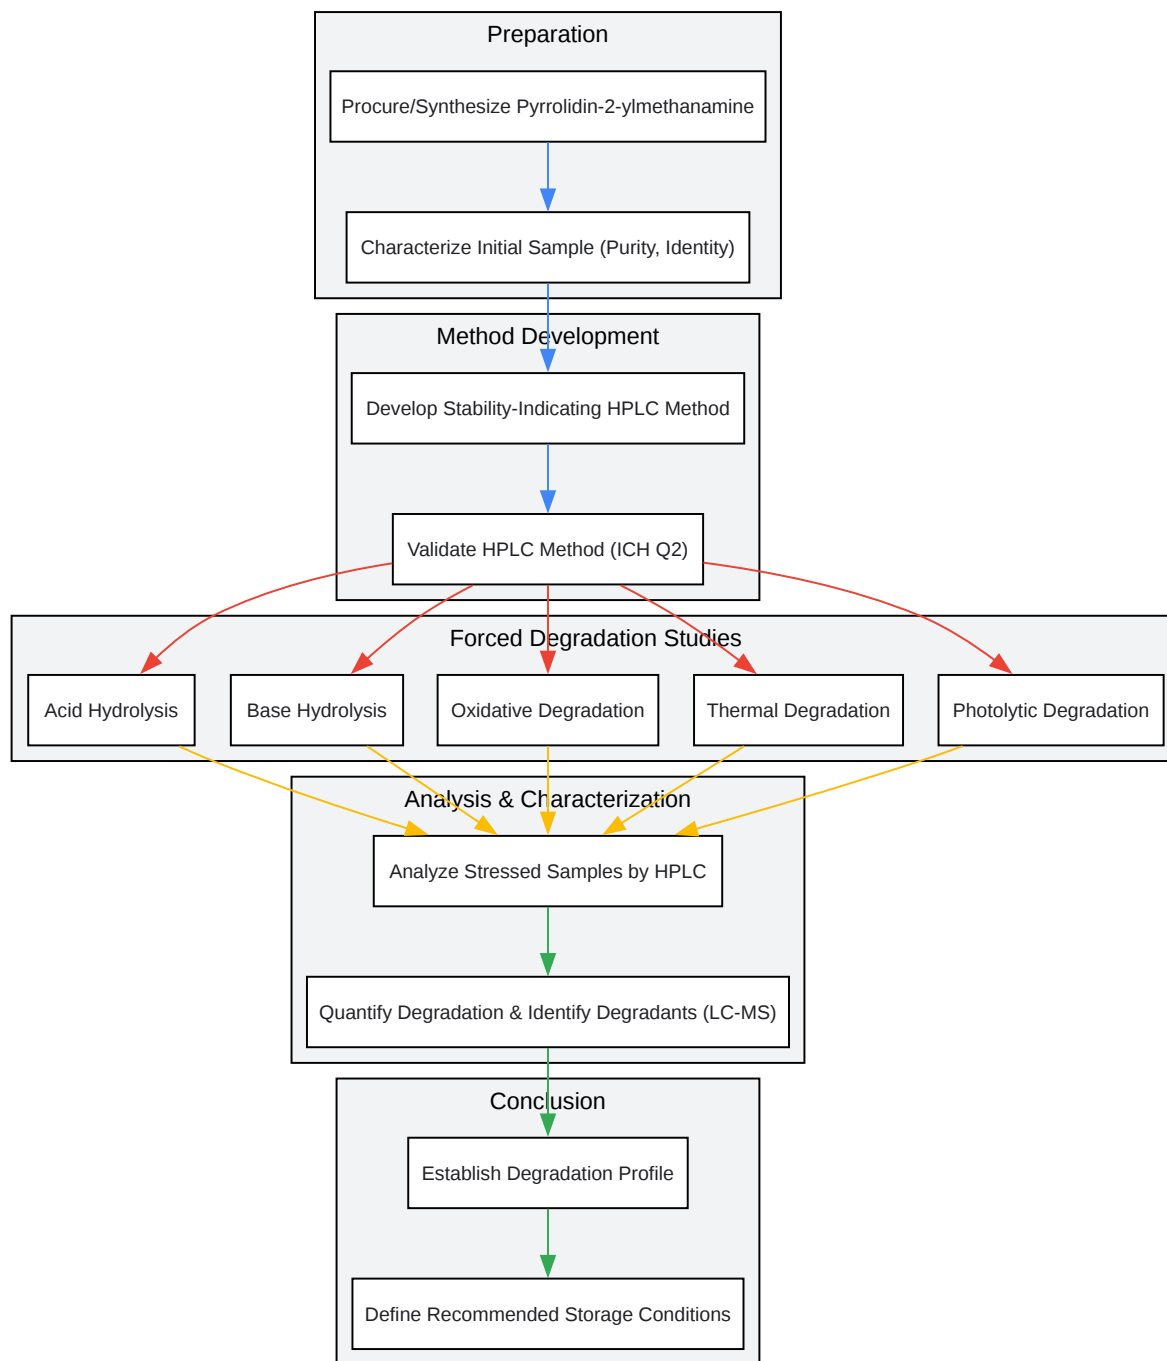 Preparation
Procure/Synthesize Pyrrolidin-2-ylmethanamine
Characterize Initial Sample (Purity, Identity)
Method Development
Develop Stability-Indicating HPLC Method
Validate HPLC Method (ICH Q2)
Forced Degradation Studies
Acid Hydrolysis
Base Hydrolysis
Oxidative Degradation
Thermal Degradation
Photolytic Degradation
Analysis & Characterization
Analyze Stressed Samples by HPLC
Quantify Degradation & Identify Degradants (LC-MS)
Conclusion
Establish Degradation Profile
Define Recommended Storage Conditions